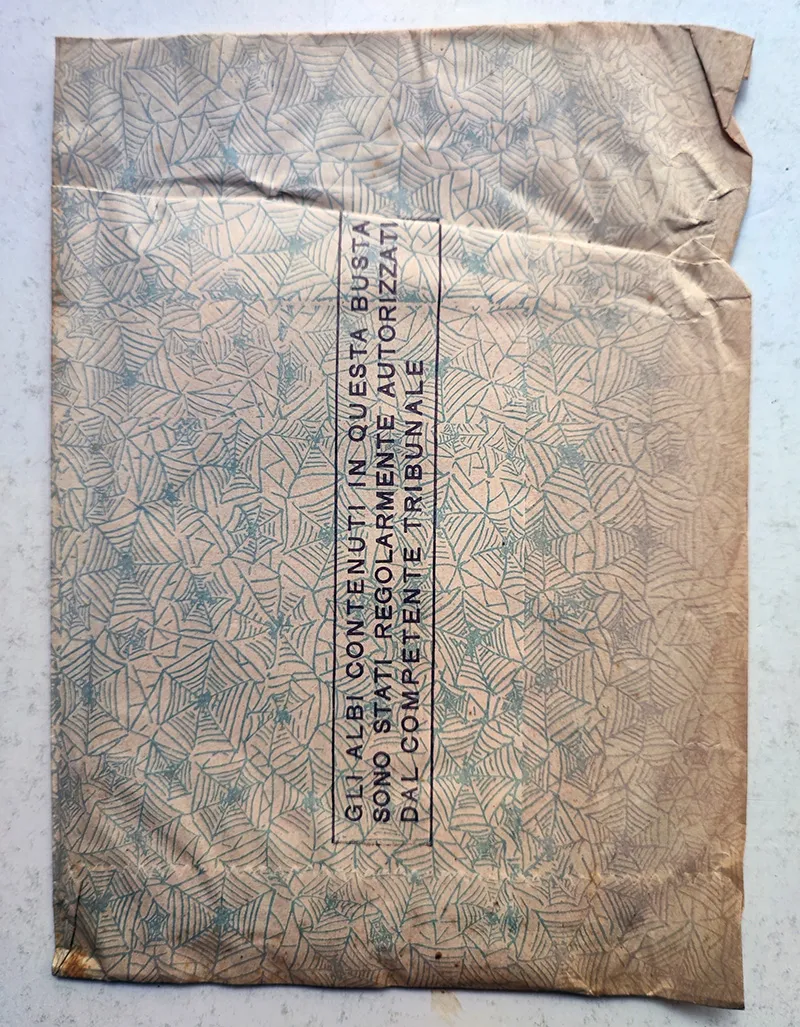 GLI ALBI CONTENUTI IN QUESTA BUSTA
SONO STATI REGOLARMENTE AUTORIZZATI
DAL COMPETENTE TRIBUNALE